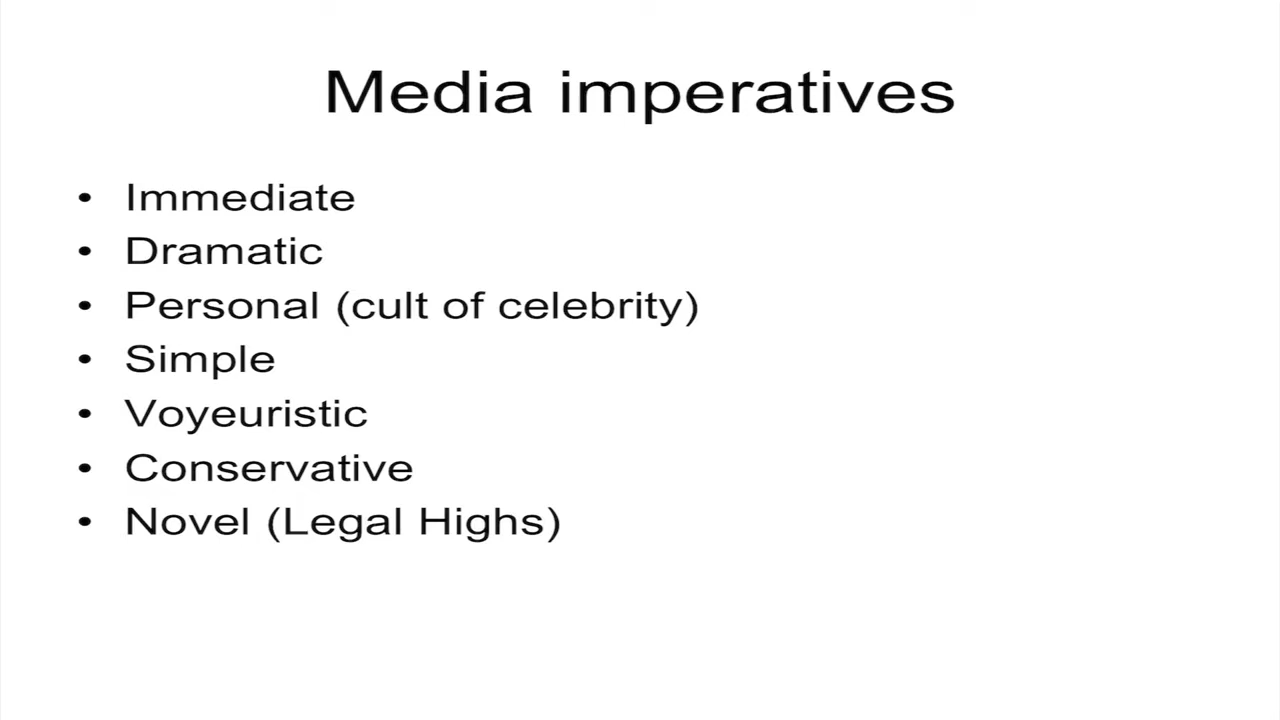 Media imperatives
• Immediate
• Dramatic
• Personal (cult of celebrity)
• Simple
• Voyeuristic
• Conservative
• Novel (Legal Highs)